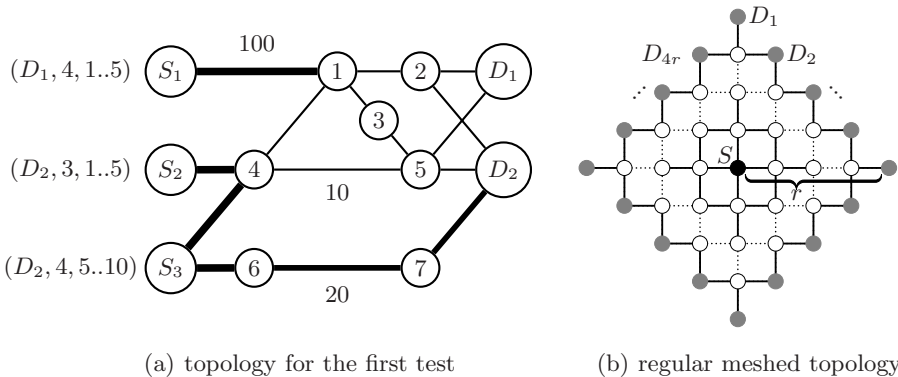 100
(D₁, 4, 1..5) S₁ 1 2 D₁
3
(D₂, 3, 1..5) S₂ 4 5 D₂
10
(D₂, 4, 5..10) S₃ 6 7
20
(a) topology for the first test
D₁
D₄ᵣ D₂
S
r
(b) regular meshed topology